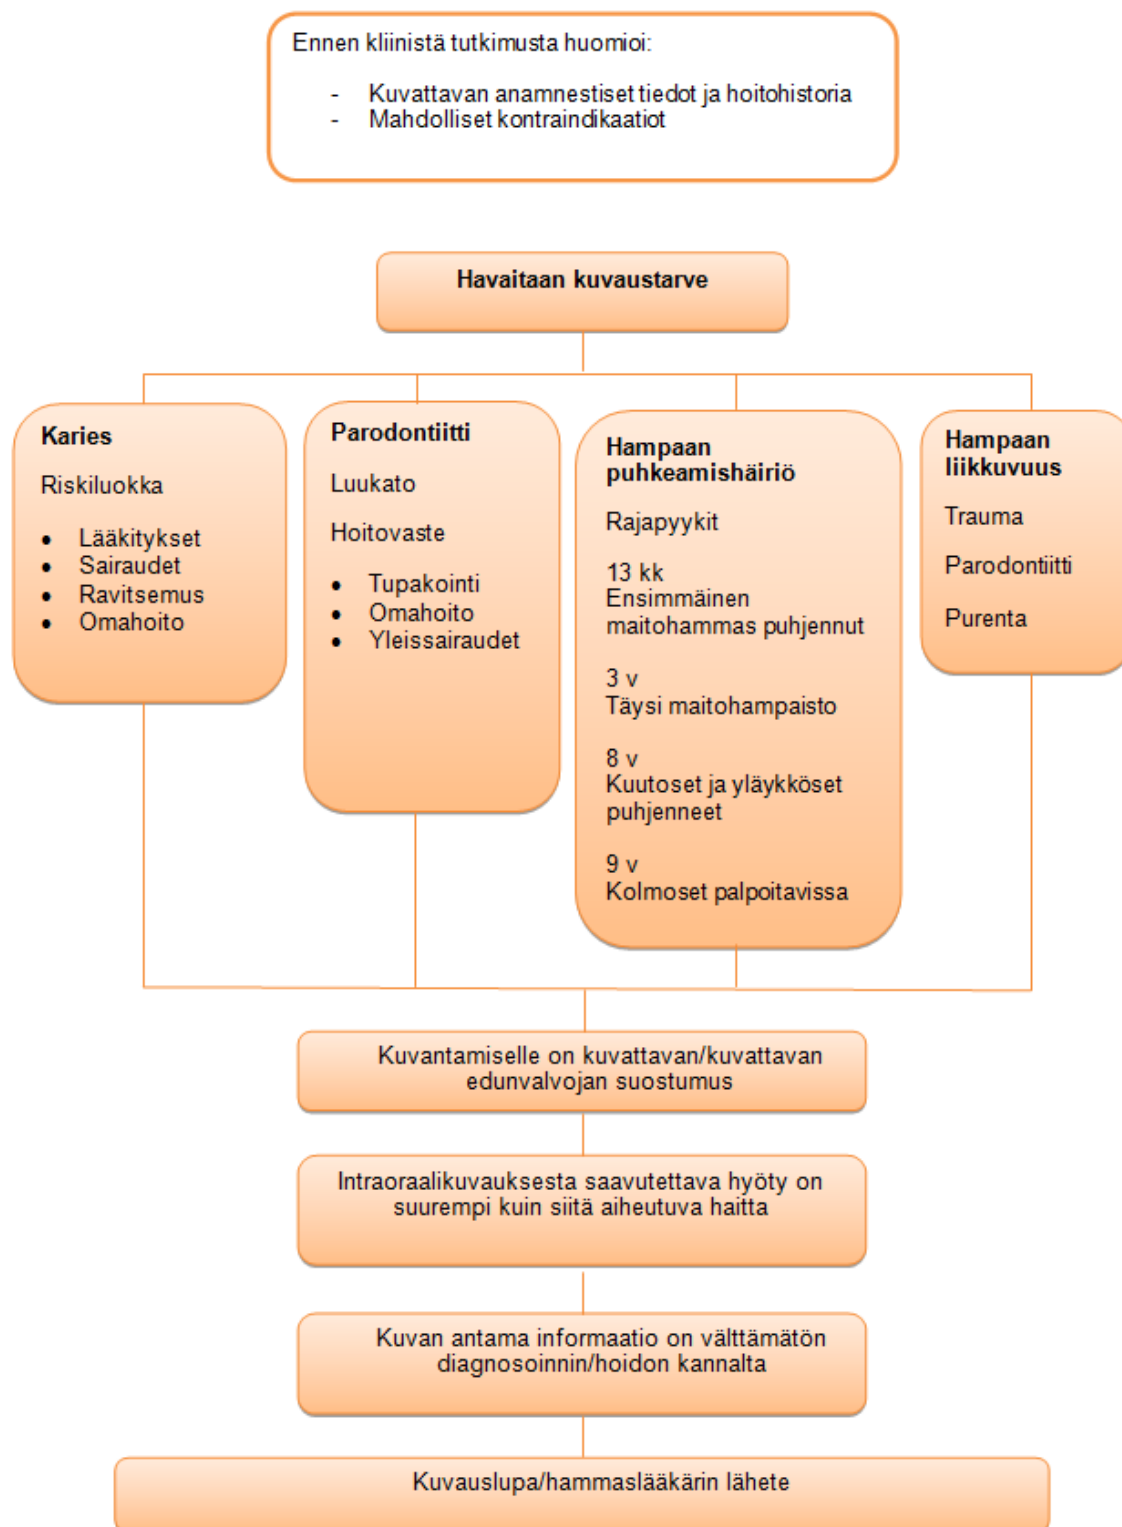 Ennen kliinistä tutkimusta huomioi:
- Kuvattavan anamnestiset tiedot ja hoitohistoria
- Mahdolliset kontraindikaatiot
Havaitaan kuvaustarve
Karies
Riskiluokka
• Lääkitykset
• Sairaudet
• Ravitsemus
• Omahoito
Parodontiitti
Luukato
Hoitovaste
• Tupakointi
• Omahoito
• Yleissairaudet
Hampaan
puhkeamishäiriö
Rajapyykit
13 kk
Ensimmäinen
maitohammas puhjennut
3 v
Täysi maitohampaisto
8 v
Kuutoset ja yläykköset
puhjenneet
9 v
Kolmoset palpoitavissa
Hampaan
liikkuvuus
Trauma
Parodontiitti
Purenta
Kuvantamiselle on kuvattavan/kuvattavan
edunvalvojan suostumus
Intraoraalikuvauksesta saavutettava hyöty on
suurempi kuin siitä aiheutuva haitta
Kuvan antama informaatio on välttämätön
diagnosoinnin/hoidon kannalta
Kuvauslupa/hammaslääkärin lähete